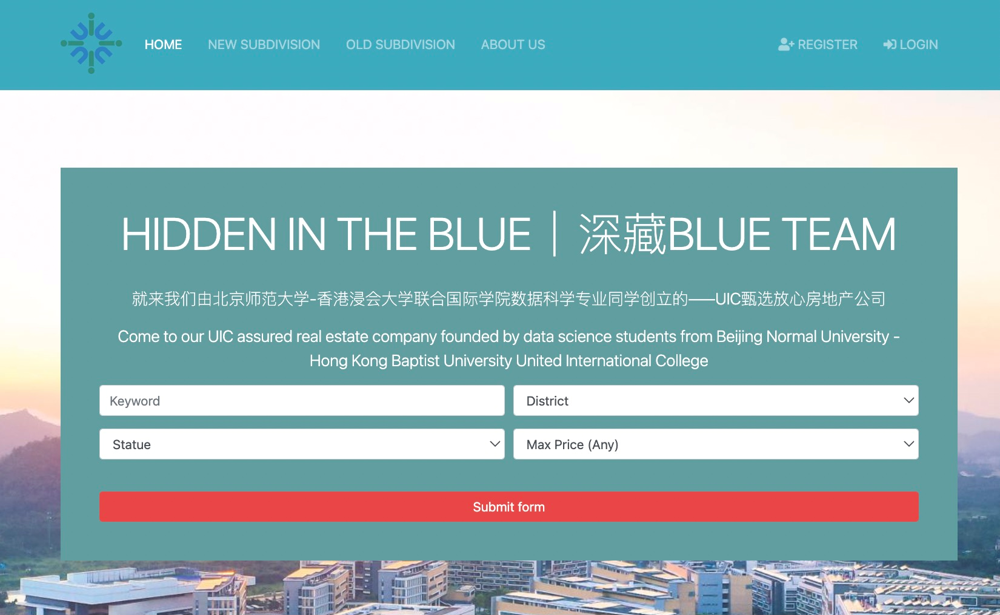 HOME
NEW SUBDIVISION
OLD SUBDIVISION
ABOUT US
REGISTER
LOGIN
HIDDEN IN THE BLUE｜深藏BLUE TEAM
就来我们由北京师范大学-香港浸会大学联合国际学院数据科学专业同学创立的——UIC甄选放心房地产公司
Come to our UIC assured real estate company founded by data science students from Beijing Normal University -
Hong Kong Baptist University United International College
Keyword
District
Statue
Max Price (Any)
Submit form